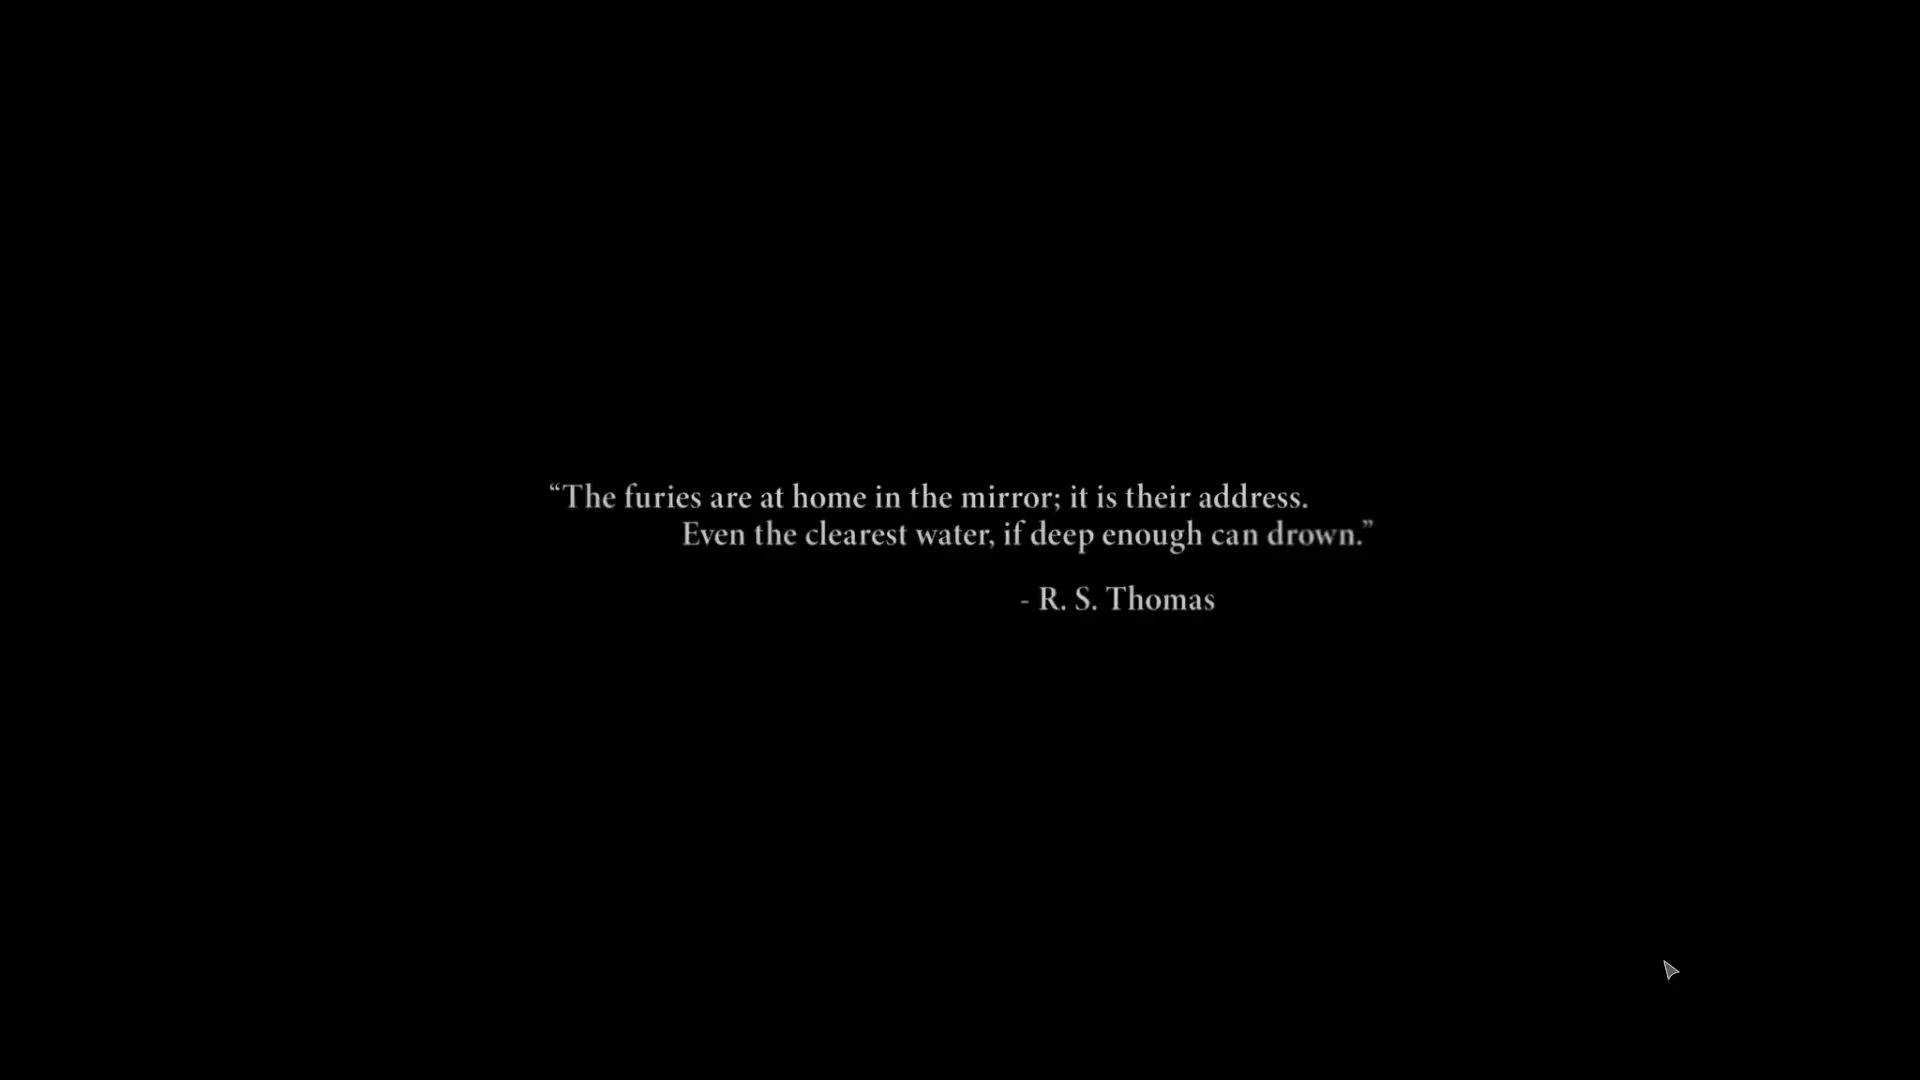 “The furies are at home in the mirror; it is their address.
Even the clearest water, if deep enough can drown.”
- R. S. Thomas